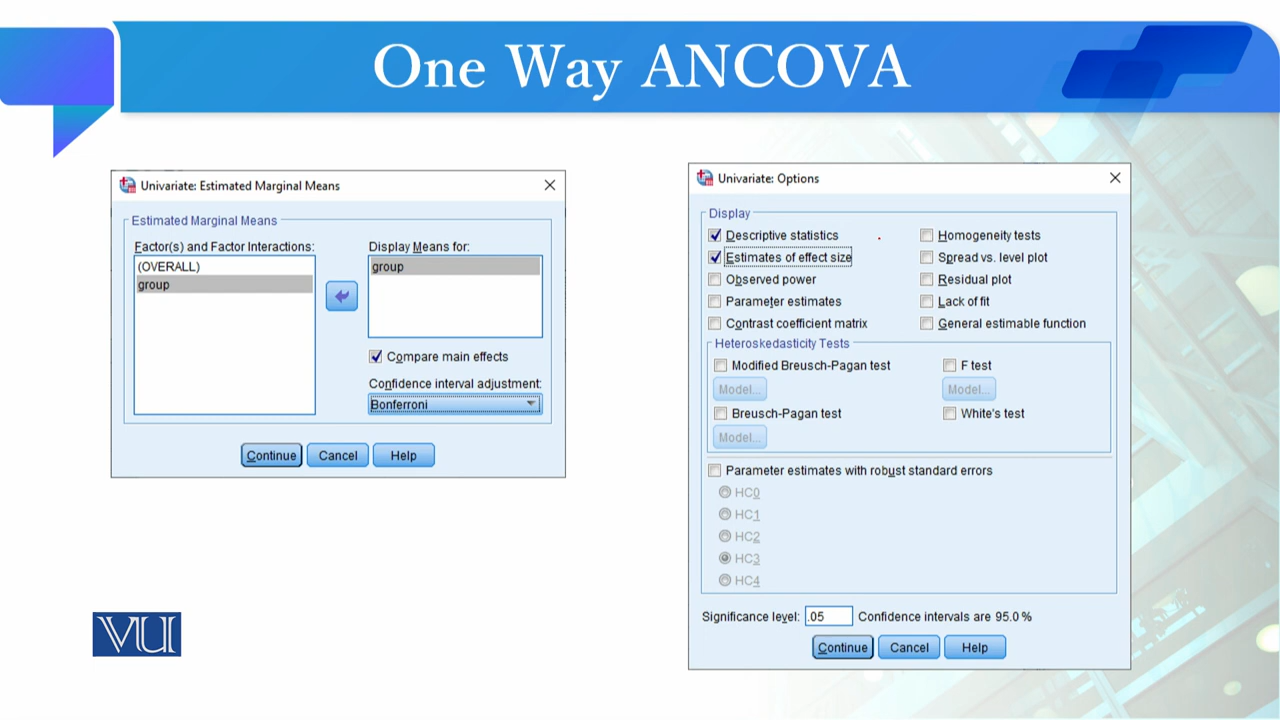 One Way ANCOVA
Univariate: Estimated Marginal Means
Estimated Marginal Means
Factor(s) and Factor Interactions:
(OVERALL)
group
Display Means for:
group
Compare main effects
Confidence interval adjustment:
Bonferroni
Continue Cancel Help
Univariate: Options
Display
Descriptive statistics Homogeneity tests
Estimates of effect size Spread vs. level plot
Observed power Residual plot
Parameter estimates Lack of fit
Contrast coefficient matrix General estimable function
Heteroskedasticity Tests
Modified Breusch-Pagan test F test
Model... Model...
Breusch-Pagan test White's test
Model...
Parameter estimates with robust standard errors
HC0
HC1
HC2
HC3
HC4
Significance level: .05 Confidence intervals are 95.0 %
Continue Cancel Help
VU